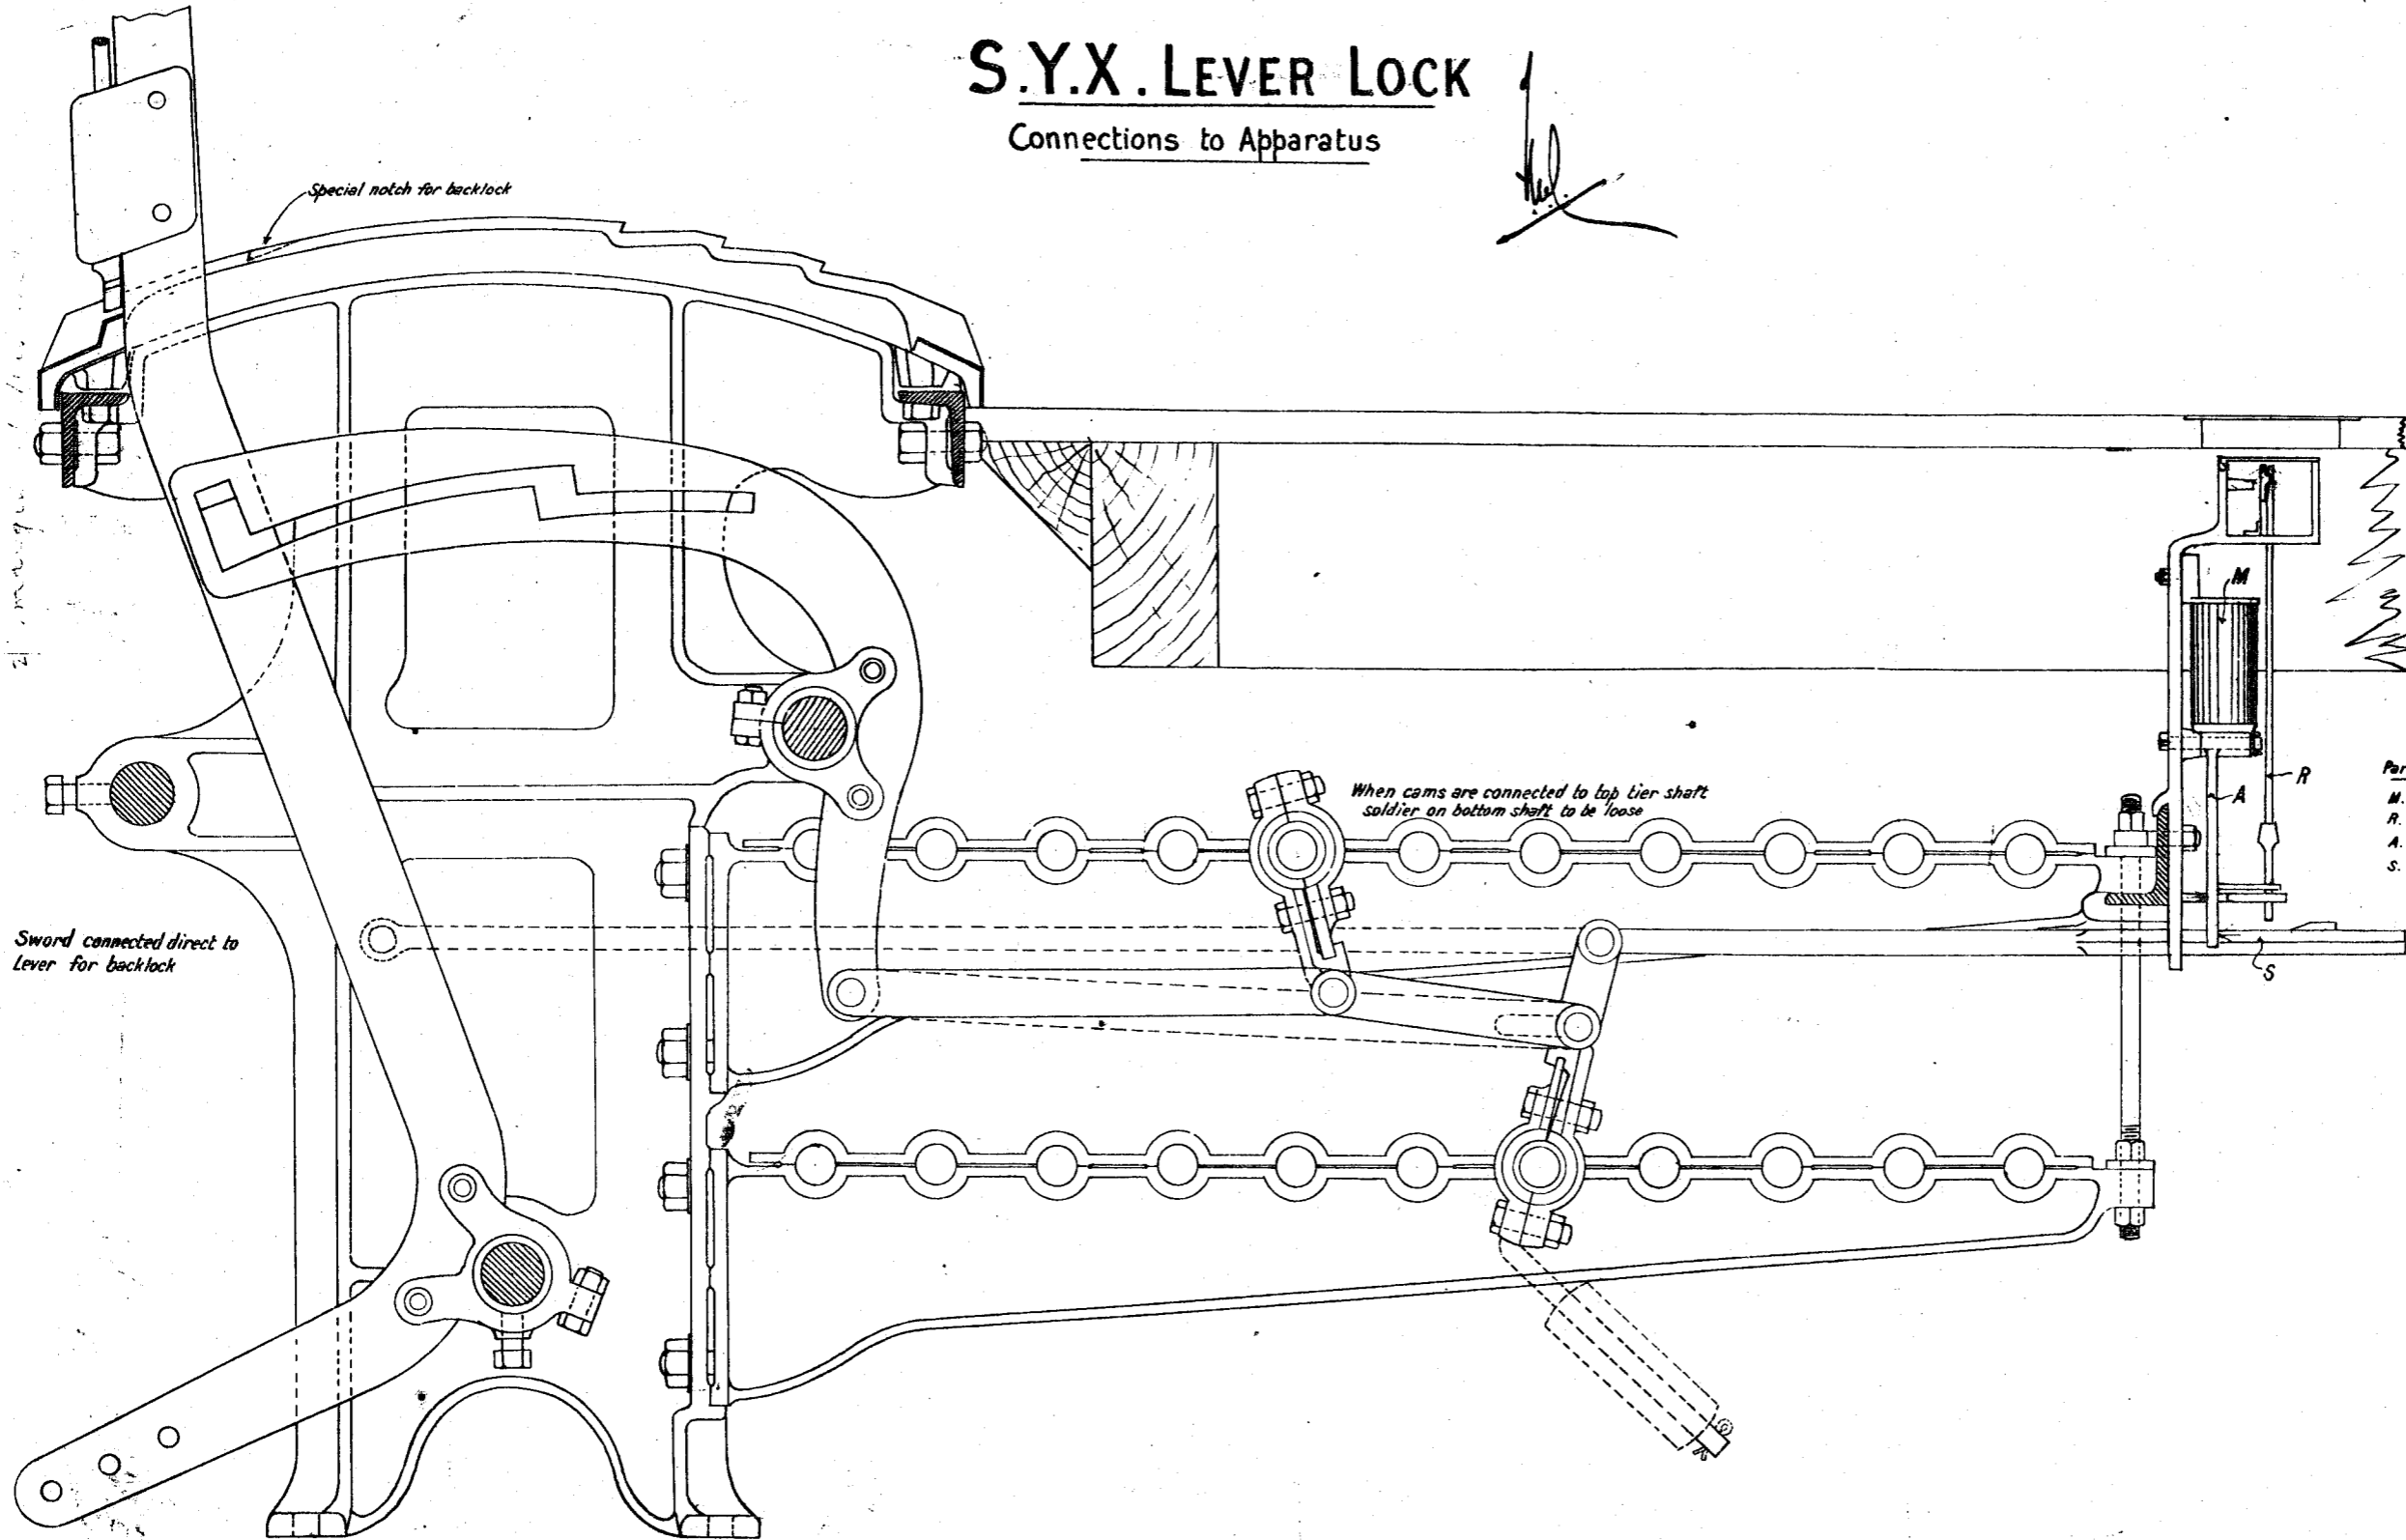 S.Y.X. LEVER LOCK
Connections to Apparatus
Special notch for backlock
M
When cams are connected to top tier shaft
soldier on bottom shaft to be loose
R
A
Par
M.
R.
A.
S.
Sword connected direct to
Lever for backlock
S